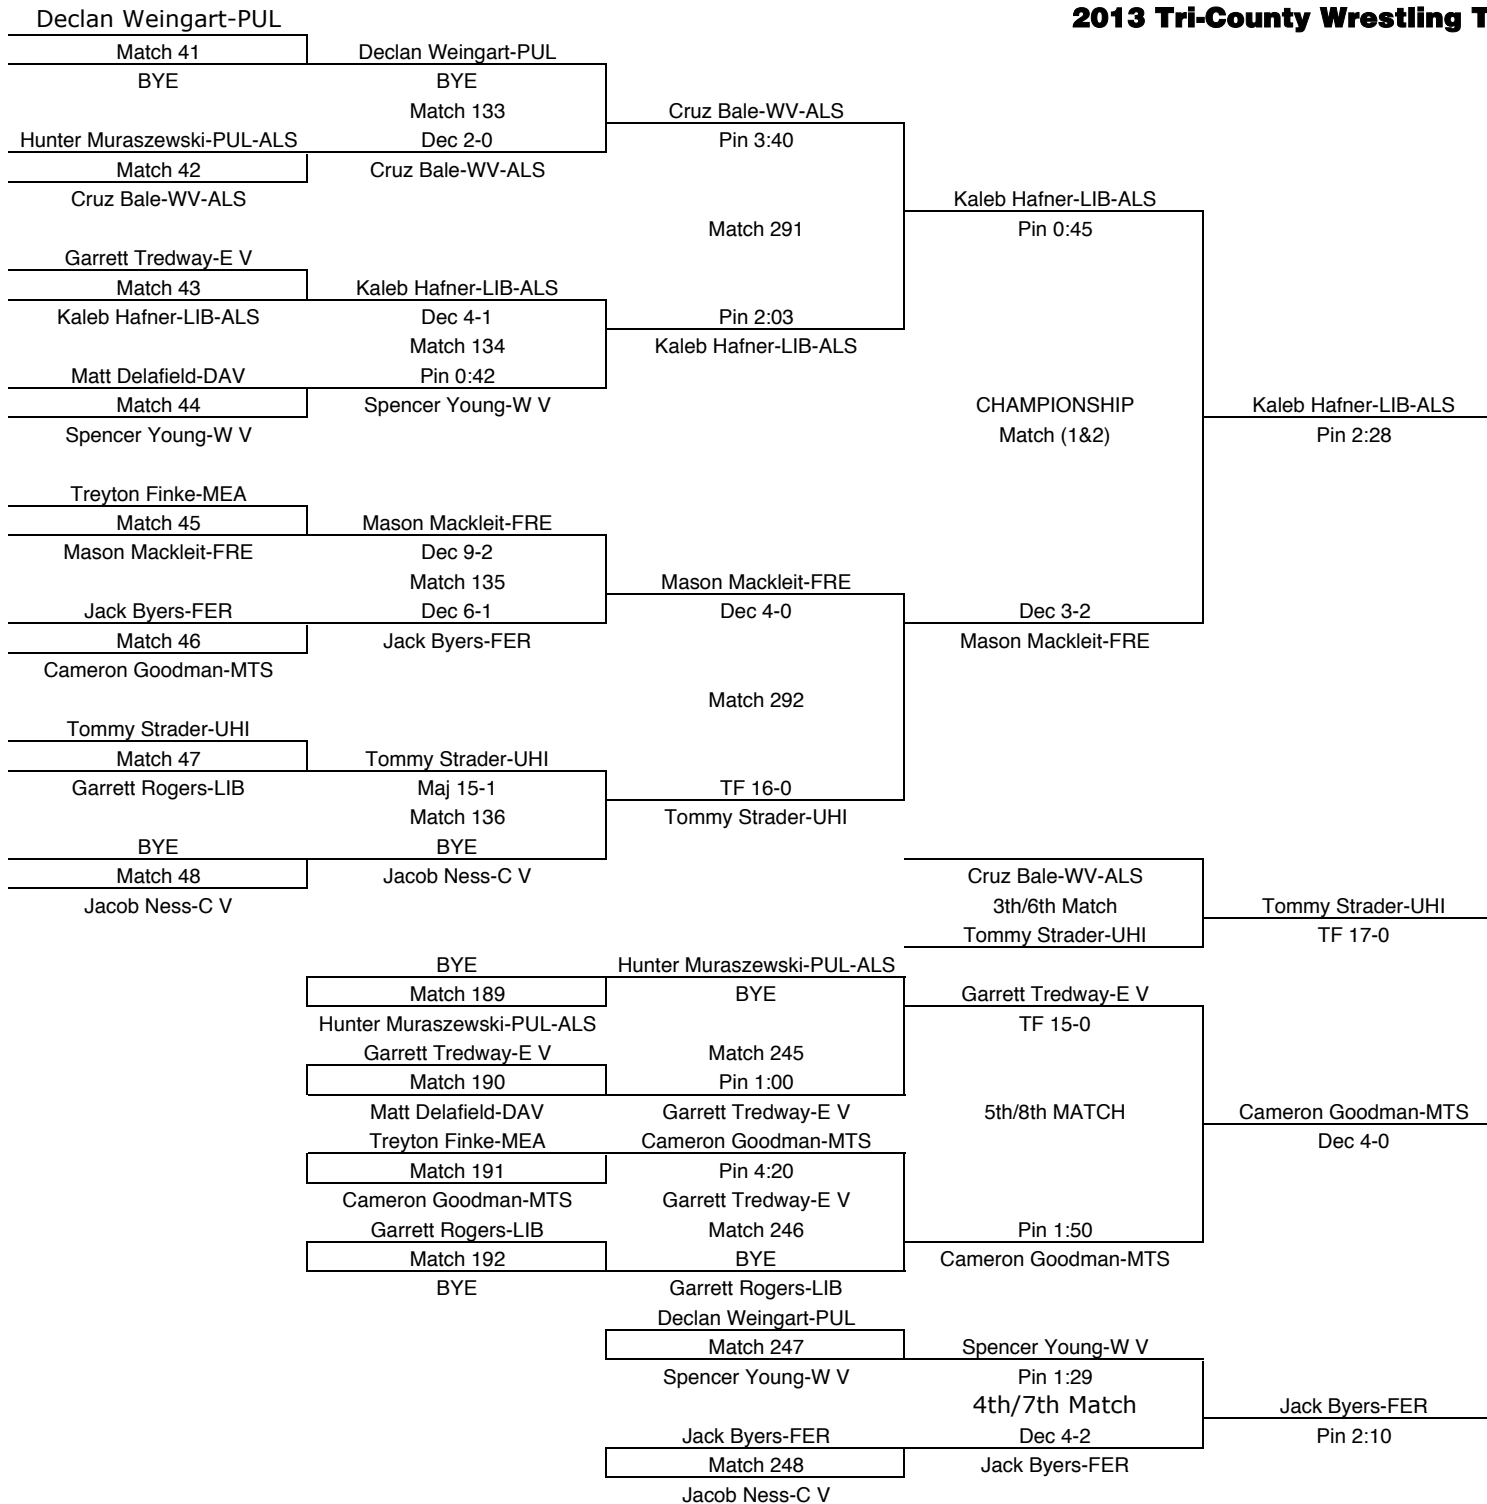 Declan Weingart-PUL
2013 Tri-County Wrestling T
Match 41
Declan Weingart-PUL
BYE
BYE
Match 133
Cruz Bale-WV-ALS
Hunter Muraszewski-PUL-ALS
Dec 2-0
Pin 3:40
Match 42
Cruz Bale-WV-ALS
Cruz Bale-WV-ALS
Kaleb Hafner-LIB-ALS
Match 291
Pin 0:45
Garrett Tredway-E V
Match 43
Kaleb Hafner-LIB-ALS
Kaleb Hafner-LIB-ALS
Dec 4-1
Pin 2:03
Match 134
Kaleb Hafner-LIB-ALS
Matt Delafield-DAV
Pin 0:42
Match 44
Spencer Young-W V
CHAMPIONSHIP
Kaleb Hafner-LIB-ALS
Spencer Young-W V
Match (1&2)
Pin 2:28
Treyton Finke-MEA
Match 45
Mason Mackleit-FRE
Mason Mackleit-FRE
Dec 9-2
Match 135
Mason Mackleit-FRE
Jack Byers-FER
Dec 6-1
Dec 4-0
Dec 3-2
Match 46
Jack Byers-FER
Mason Mackleit-FRE
Cameron Goodman-MTS
Match 292
Tommy Strader-UHI
Match 47
Tommy Strader-UHI
Garrett Rogers-LIB
Maj 15-1
TF 16-0
Match 136
Tommy Strader-UHI
BYE
BYE
Match 48
Jacob Ness-C V
Cruz Bale-WV-ALS
Jacob Ness-C V
3th/6th Match
Tommy Strader-UHI
Tommy Strader-UHI
TF 17-0
BYE
Hunter Muraszewski-PUL-ALS
Match 189
BYE
Garrett Tredway-E V
Hunter Muraszewski-PUL-ALS
TF 15-0
Garrett Tredway-E V
Match 245
Match 190
Pin 1:00
Matt Delafield-DAV
Garrett Tredway-E V
5th/8th MATCH
Cameron Goodman-MTS
Treyton Finke-MEA
Cameron Goodman-MTS
Dec 4-0
Match 191
Pin 4:20
Cameron Goodman-MTS
Garrett Tredway-E V
Garrett Rogers-LIB
Match 246
Pin 1:50
Match 192
BYE
Cameron Goodman-MTS
BYE
Garrett Rogers-LIB
Declan Weingart-PUL
Match 247
Spencer Young-W V
Spencer Young-W V
Pin 1:29
4th/7th Match
Jack Byers-FER
Jack Byers-FER
Dec 4-2
Pin 2:10
Match 248
Jack Byers-FER
Jacob Ness-C V